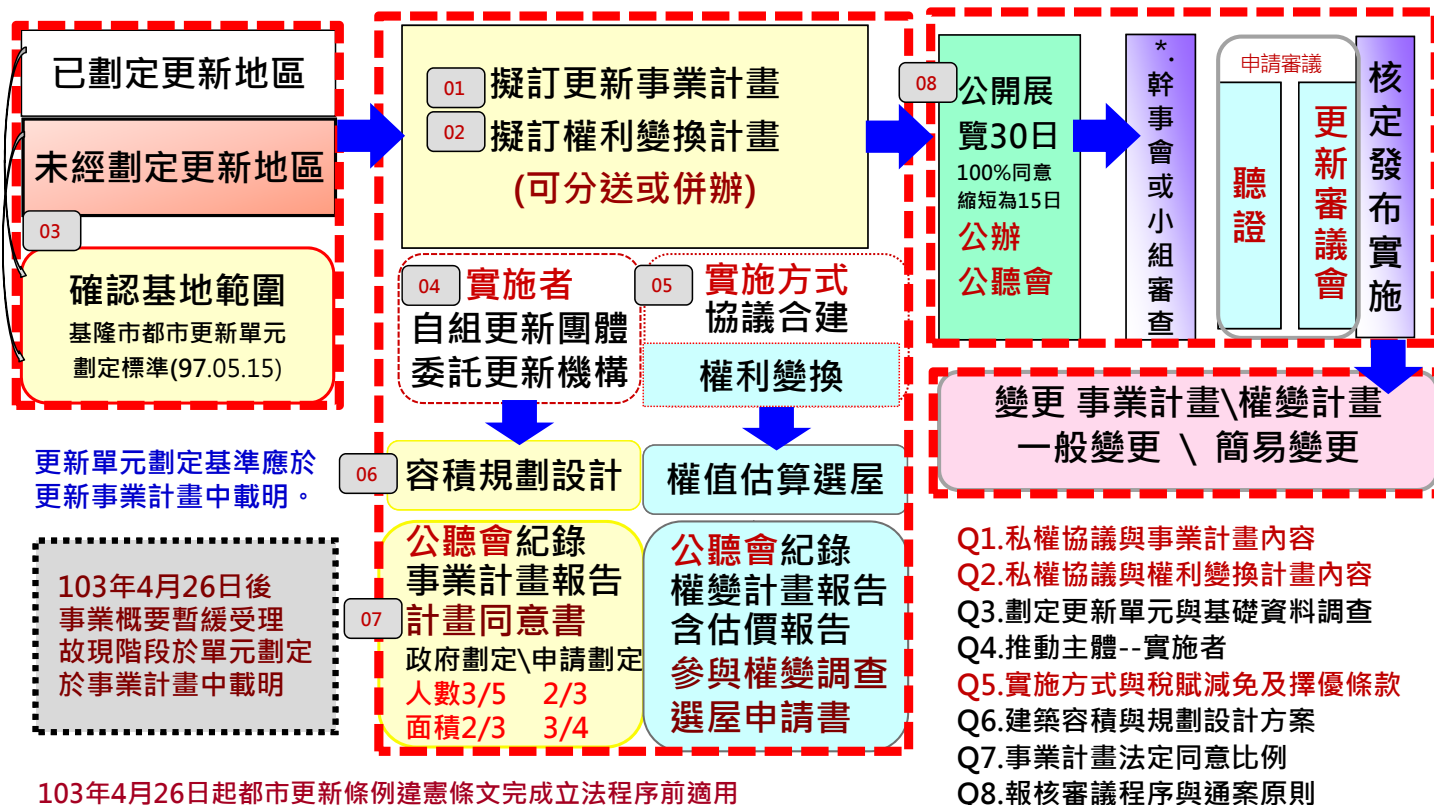 已劃定更新地區
未經劃定更新地區
03
確認基地範圍
基隆市都市更新單元
劃定標準(97.05.15)
更新單元劃定基準應於
更新事業計畫中載明。
103年4月26日後
事業概要暫緩受理
故現階段於單元劃定
於事業計畫中載明
01
擬訂更新事業計畫
02
擬訂權利變換計畫
(可分送或併辦)
04
實施者
自組更新團體
委託更新機構
05
實施方式
協議合建
權利變換
06
容積規劃設計
權值估算選屋
07
公聽會紀錄
事業計畫報告
計畫同意書
政府劃定\申請劃定
人數3/5 2/3
面積2/3 3/4
公聽會紀錄
權變計畫報告
含估價報告
參與權變調查
選屋申請書
08
公開展
覽30日
100%同意
縮短為15日
公辦
公聽會
*.幹事會或小組審查
申請審議
聽證
更新審議會
核定發布實施
變更 事業計畫\權變計畫
一般變更 \ 簡易變更
Q1.私權協議與事業計畫內容
Q2.私權協議與權利變換計畫內容
Q3.劃定更新單元與基礎資料調查
Q4.推動主體--實施者
Q5.實施方式與稅賦減免及擇優條款
Q6.建築容積與規劃設計方案
Q7.事業計畫法定同意比例
Q8.報核審議程序與通案原則
103年4月26日起都市更新條例違憲條文完成立法程序前適用